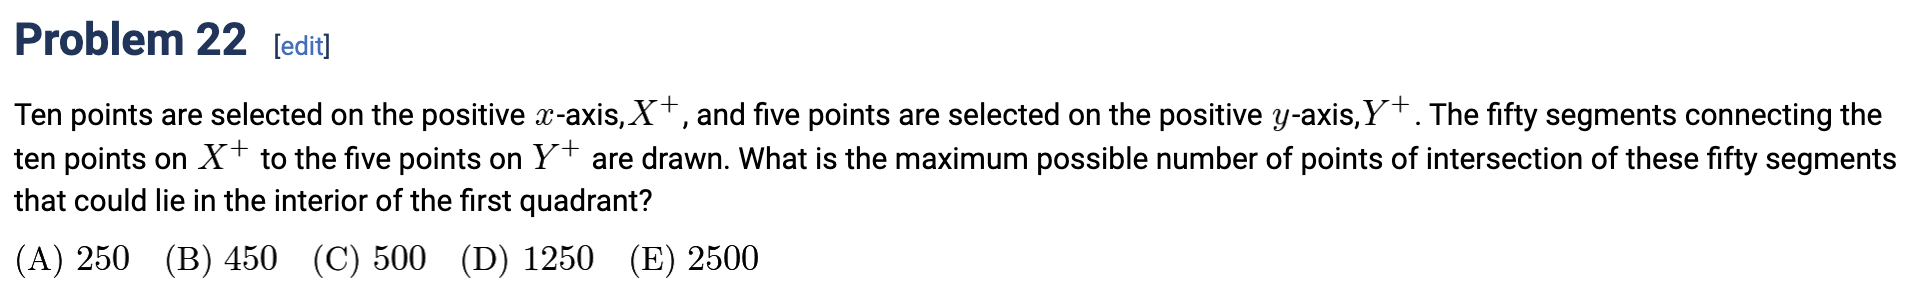 Problem 22 [edit]
Ten points are selected on the positive x-axis,X⁺, and five points are selected on the positive y-axis,Y⁺. The fifty segments connecting the
ten points on X⁺ to the five points on Y⁺ are drawn. What is the maximum possible number of points of intersection of these fifty segments
that could lie in the interior of the first quadrant?
(A) 250 (B) 450 (C) 500 (D) 1250 (E) 2500